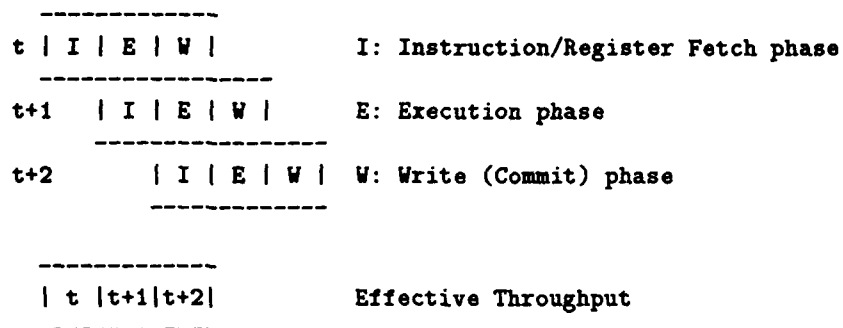 -------------
t | I | E | W |          I: Instruction/Register Fetch phase
-----------------
t+1   | I | E | W |      E: Execution phase
-----------------
t+2       | I | E | W |  W: Write (Commit) phase
-------------
-------------
| t |t+1|t+2|          Effective Throughput
-------------